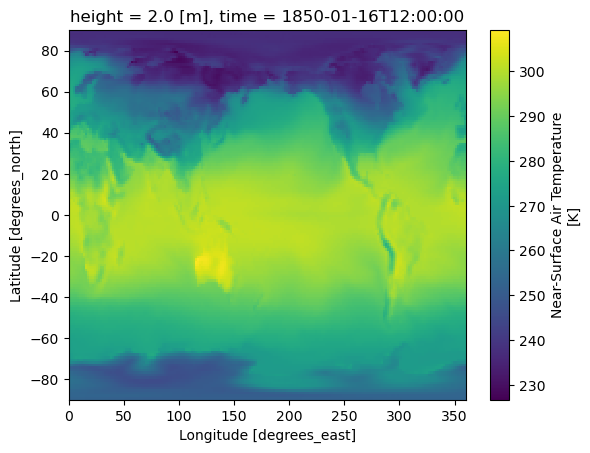 height = 2.0 [m], time = 1850-01-16T12:00:00
80
60
40
20
0
−20
−40
−60
−80
Latitude [degrees_north]
0 50 100 150 200 250 300 350
Longitude [degrees_east]
300
290
280
270
260
250
240
230
Near-Surface Air Temperature
[K]